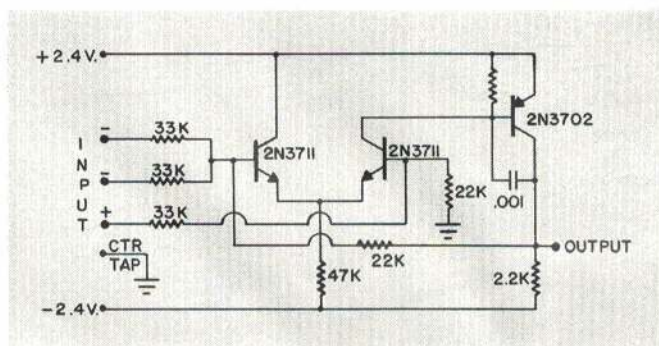 +2.4V.
33K
33K
33K
INPUT
-
-
+
CTR
TAP
2N3711
2N3711
2N3702
22K
.001
22K
OUTPUT
47K
2.2K
-2.4V.